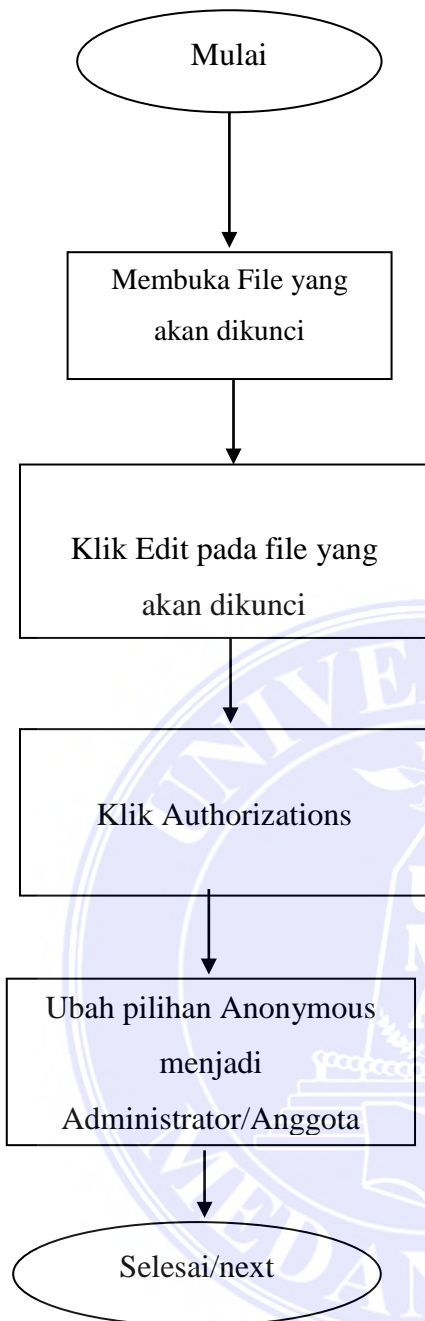 Mulai
Membuka File yang
akan dikunci
Klik Edit pada file yang
akan dikunci
Klik Authorizations
Ubah pilihan Anonymous
menjadi
Administrator/Anggota
Selesai/next